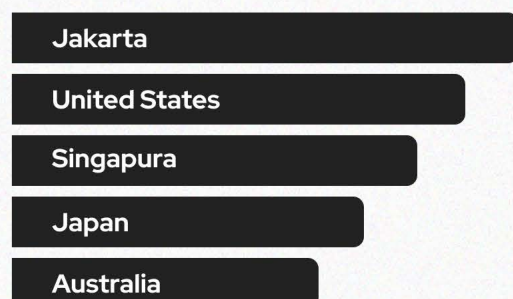 Jakarta
United States
Singapura
Japan
Australia